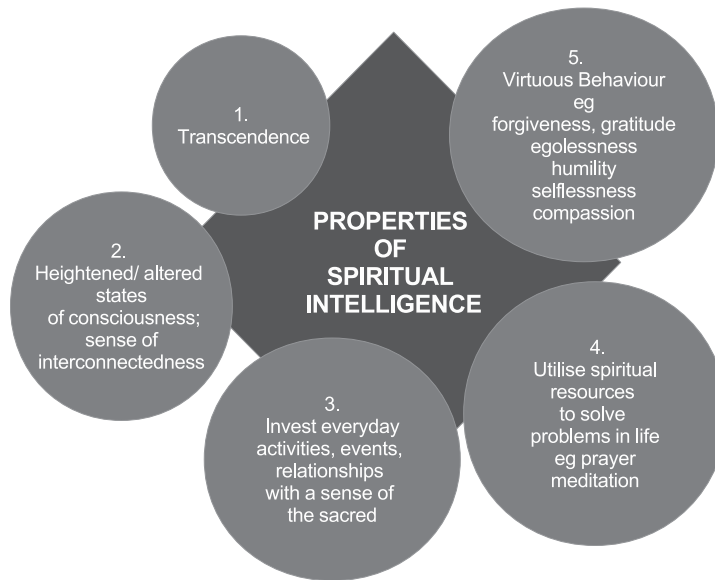 PROPERTIES
OF
SPIRITUAL
INTELLIGENCE
1.
Transcendence
2.
Heightened/ altered
states
of consciousness;
sense of
interconnectedness
3.
Invest everyday
activities, events,
relationships
with a sense of
the sacred
4.
Utilise spiritual
resources
to solve
problems in life
eg prayer
meditation
5.
Virtuous Behaviour
eg
forgiveness, gratitude
egolessness
humility
selflessness
compassion